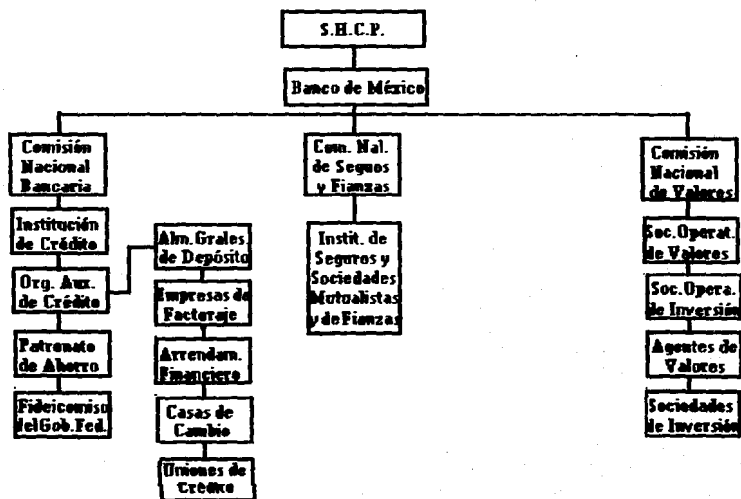 S.H.C.P.
Banco de México
Comisión
Nacional
Bancaria
Com. Nal.
de Seguos
y Fianzas
Comisión
Nacional
de Valores
Institución
de Crédito
Org. Aux.
de Crédito
Patronato
de Ahorro
Fideicomiso
del Gob. Fed.
Alm. Grales.
de Depósito
Empresas de
Factoraje
Arrendam.
Financiero
Casas de
Cambio
Uniones de
Crédito
Instit. de
Seguros y
Sociedades
Mutualistas
y de Fianzas
Soc. Operat.
de Valores
Soc. Opera.
de Inversión
Agentes de
Valores
Sociedades
de Inversión